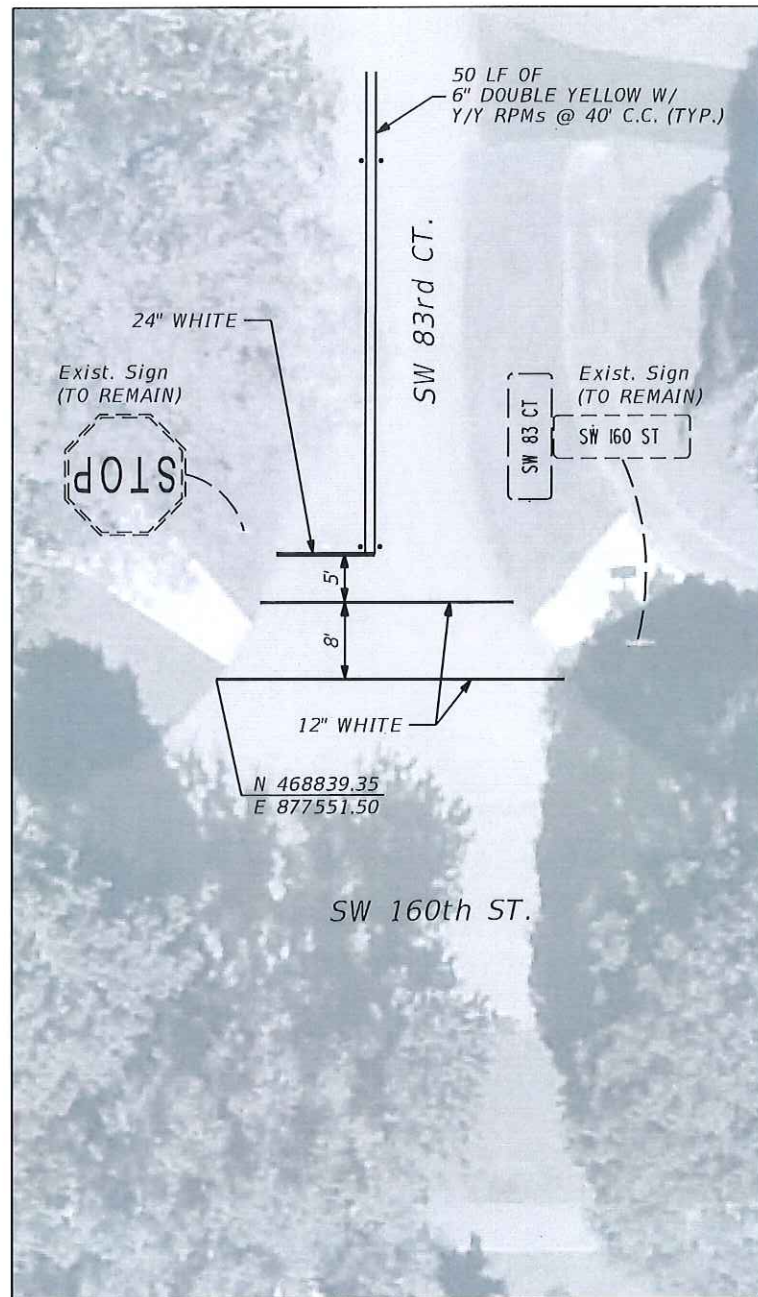 50 LF OF
6" DOUBLE YELLOW W/
Y/Y RPMs @ 40' C.C. (TYP.)
SW 83rd CT.
24" WHITE
Exist. Sign
(TO REMAIN)
STOP
Exist. Sign
(TO REMAIN)
SW 83 CT
SW 160 ST
5'
8'
12" WHITE
N 468839.35
E 877551.50
SW 160th ST.